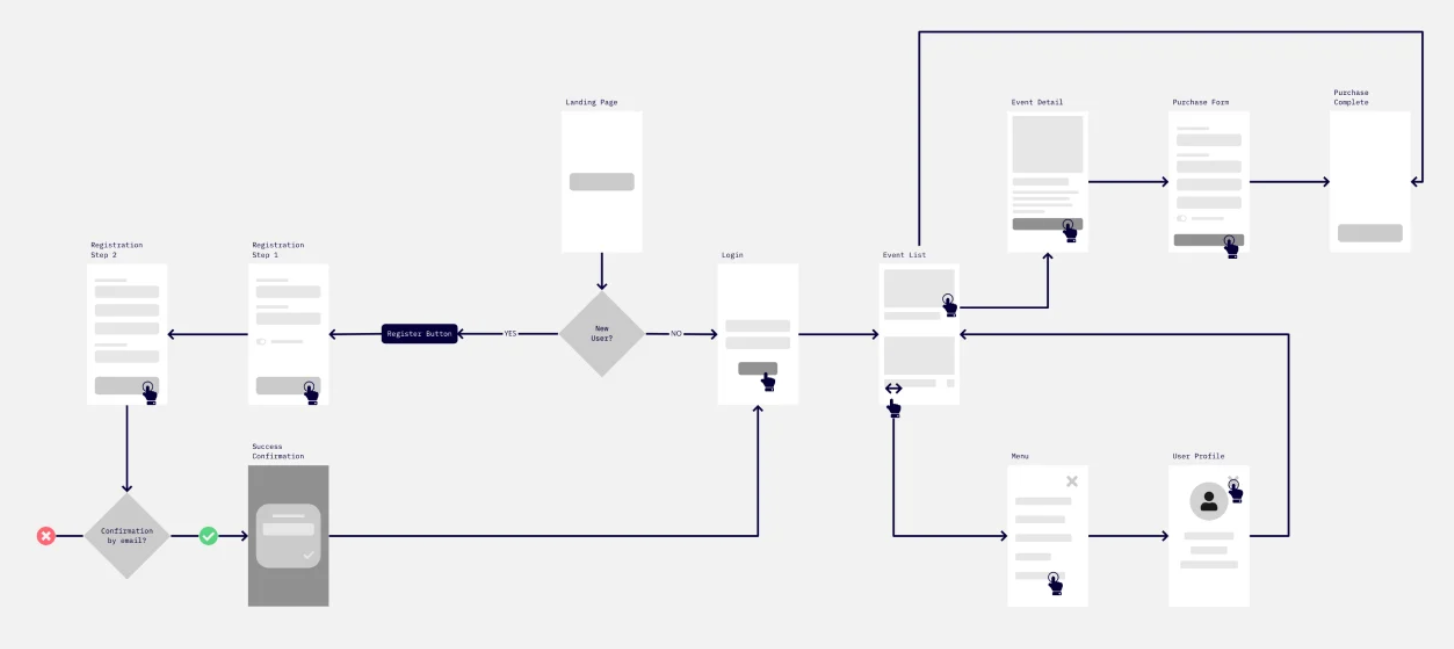 Purchase
Complete
Landing Page
Event Detail
Purchase Form
Registration
Step 2
Registration
Step 1
Login
Event List
Register Button
YES
New
User?
NO
Success
Confirmation
Menu
User Profile
Confirmation
by email?